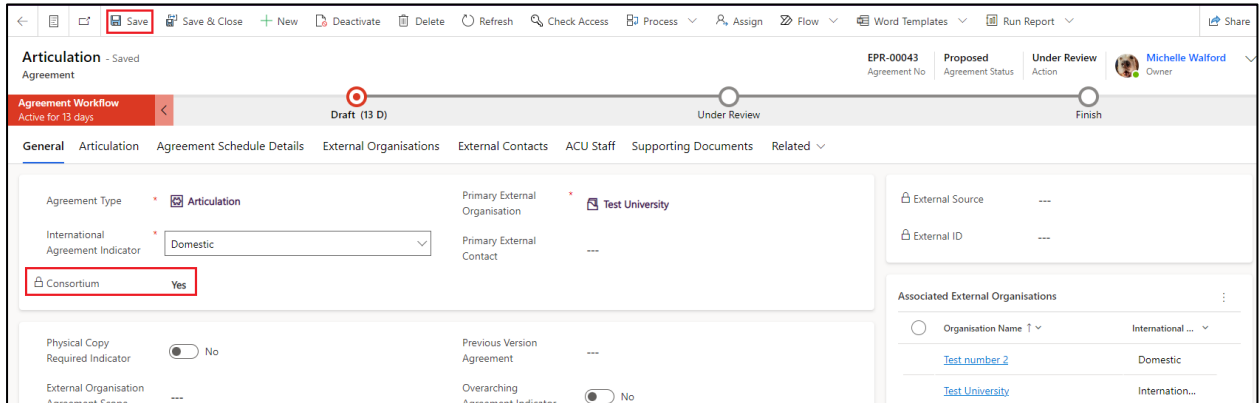 Save Save & Close New Deactivate Delete Refresh Check Access Process Assign Flow Word Templates Run Report Share
Articulation - Saved
Agreement
EPR-00043 Proposed Under Review Michelle Walford
Agreement No Agreement Status Action Owner
Agreement Workflow
Active for 13 days
Draft (13 D) Under Review Finish
General Articulation Agreement Schedule Details External Organisations External Contacts ACU Staff Supporting Documents Related
Agreement Type * Articulation
Primary External
Organisation * Test University
International
Agreement Indicator * Domestic
Primary External
Contact ---
Consortium Yes
External Source ---
External ID ---
Associated External Organisations
Organisation Name International ...
Test number 2 Domestic
Test University Internation...
Physical Copy
Required Indicator No
Previous Version
Agreement ---
External Organisation
Agreement Scope ---
Overarching
Agreement Indicator No